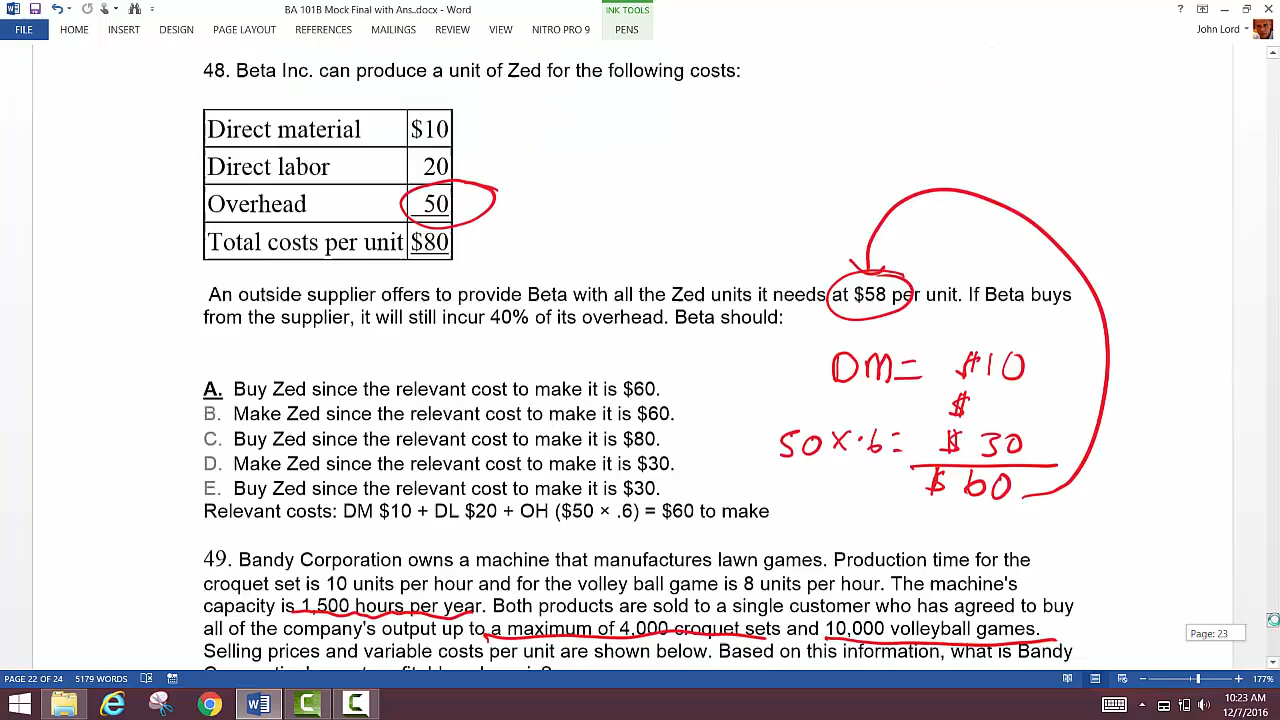 BA 101B Mock Final with Ans..docx - Word
INK TOOLS
FILE HOME INSERT DESIGN PAGE LAYOUT REFERENCES MAILINGS REVIEW VIEW NITRO PRO 9 PENS
John Lord
48. Beta Inc. can produce a unit of Zed for the following costs:
Direct material $10
Direct labor 20
Overhead 50
Total costs per unit $80
An outside supplier offers to provide Beta with all the Zed units it needs at $58 per unit. If Beta buys
from the supplier, it will still incur 40% of its overhead. Beta should:
DM= $10
$
50 X .6= $ 30
$ 60
A. Buy Zed since the relevant cost to make it is $60.
B. Make Zed since the relevant cost to make it is $60.
C. Buy Zed since the relevant cost to make it is $80.
D. Make Zed since the relevant cost to make it is $30.
E. Buy Zed since the relevant cost to make it is $30.
Relevant costs: DM $10 + DL $20 + OH ($50 × .6) = $60 to make
49. Bandy Corporation owns a machine that manufactures lawn games. Production time for the
croquet set is 10 units per hour and for the volley ball game is 8 units per hour. The machine's
capacity is 1,500 hours per year. Both products are sold to a single customer who has agreed to buy
all of the company's output up to a maximum of 4,000 croquet sets and 10,000 volleyball games.
Selling prices and variable costs per unit are shown below. Based on this information, what is Bandy
Page: 23
PAGE 22 OF 24 5179 WORDS
177%
10:23 AM
12/7/2016